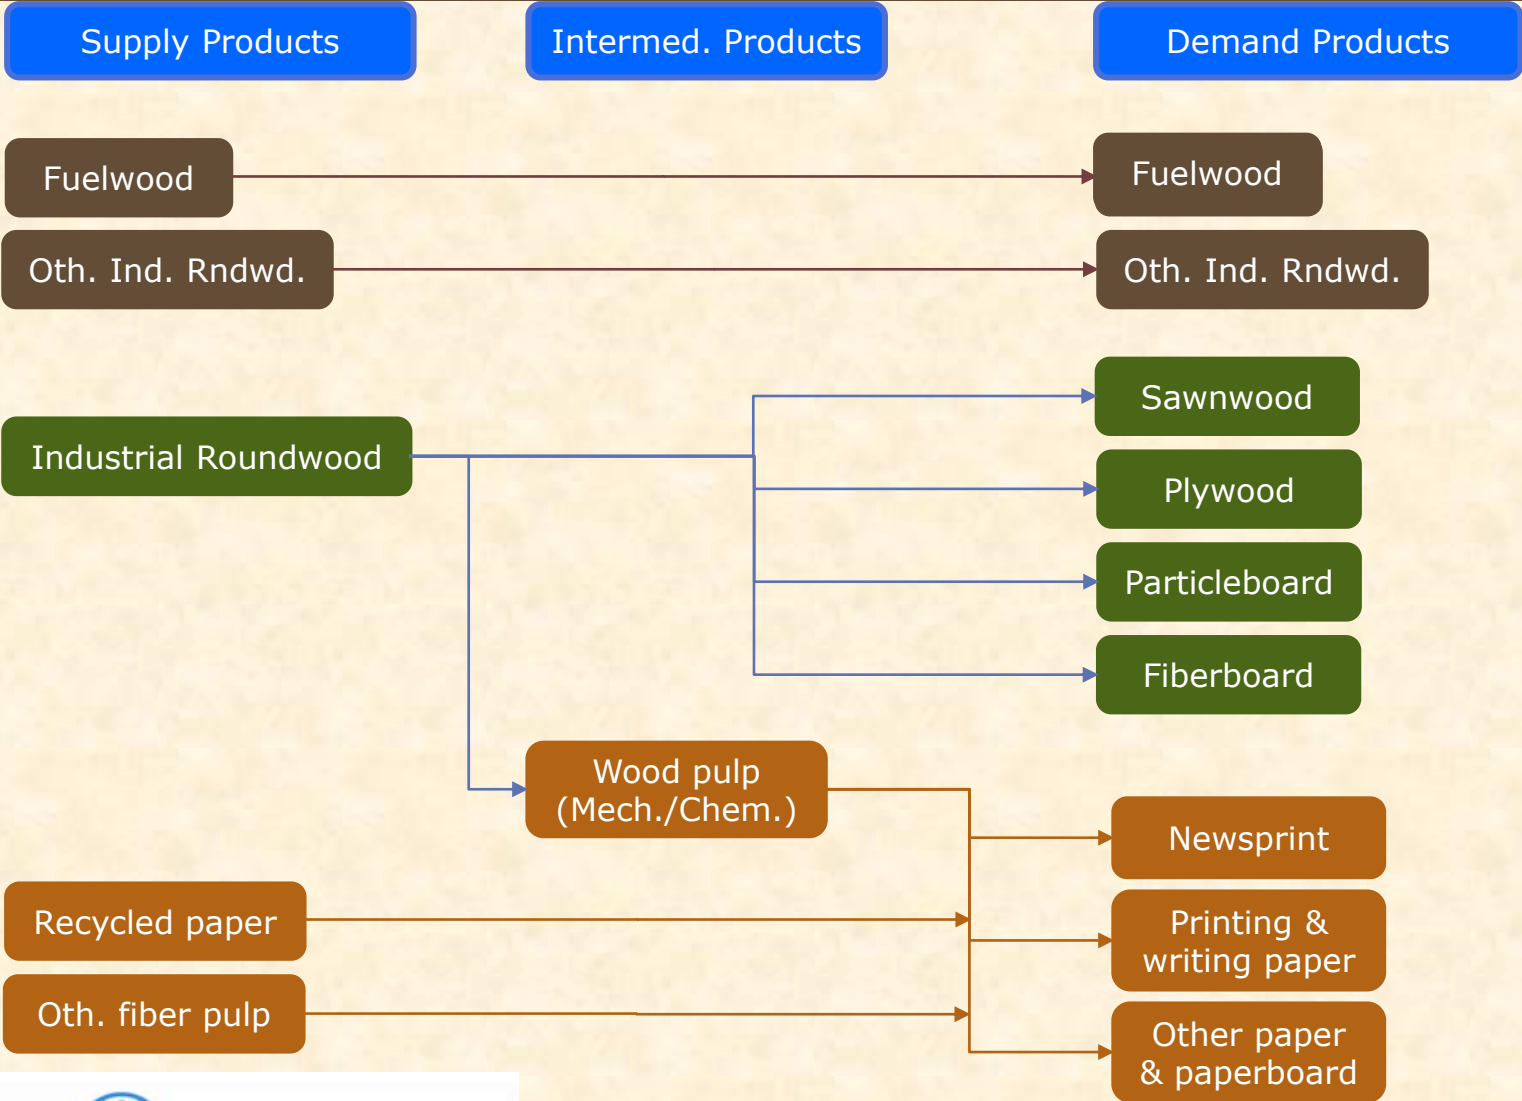 Supply Products
Intermed. Products
Demand Products
Fuelwood
Fuelwood
Oth. Ind. Rndwd.
Oth. Ind. Rndwd.
Sawnwood
Industrial Roundwood
Plywood
Particleboard
Fiberboard
Wood pulp
(Mech./Chem.)
Newsprint
Recycled paper
Printing &
writing paper
Oth. fiber pulp
Other paper
& paperboard